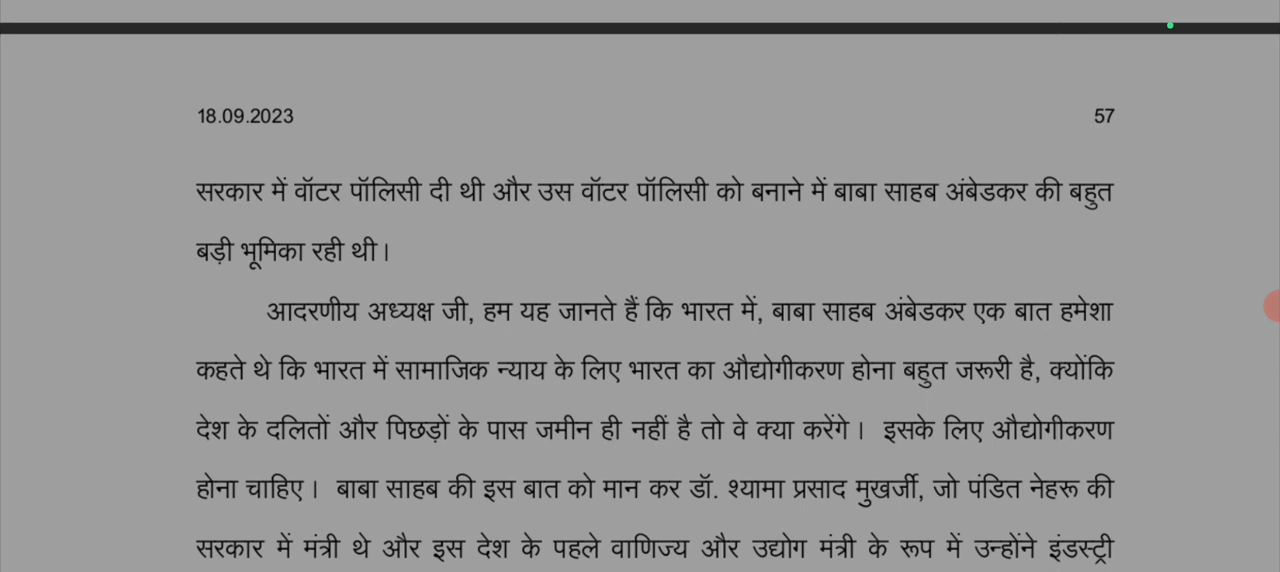 18.09.2023 57
सरकार में वॉटर पॉलिसी दी थी और उस वॉटर पॉलिसी को बनाने में बाबा साहब अंबेडकर की बहुत
बड़ी भूमिका रही थी।
आदरणीय अध्यक्ष जी, हम यह जानते हैं कि भारत में, बाबा साहब अंबेडकर एक बात हमेशा
कहते थे कि भारत में सामाजिक न्याय के लिए भारत का औद्योगीकरण होना बहुत जरूरी है, क्योंकि
देश के दलितों और पिछड़ों के पास जमीन ही नहीं है तो वे क्या करेंगे। इसके लिए औद्योगीकरण
होना चाहिए। बाबा साहब की इस बात को मान कर डॉ. श्यामा प्रसाद मुखर्जी, जो पंडित नेहरू की
सरकार में मंत्री थे और इस देश के पहले वाणिज्य और उद्योग मंत्री के रूप में उन्होंने इंडस्ट्री